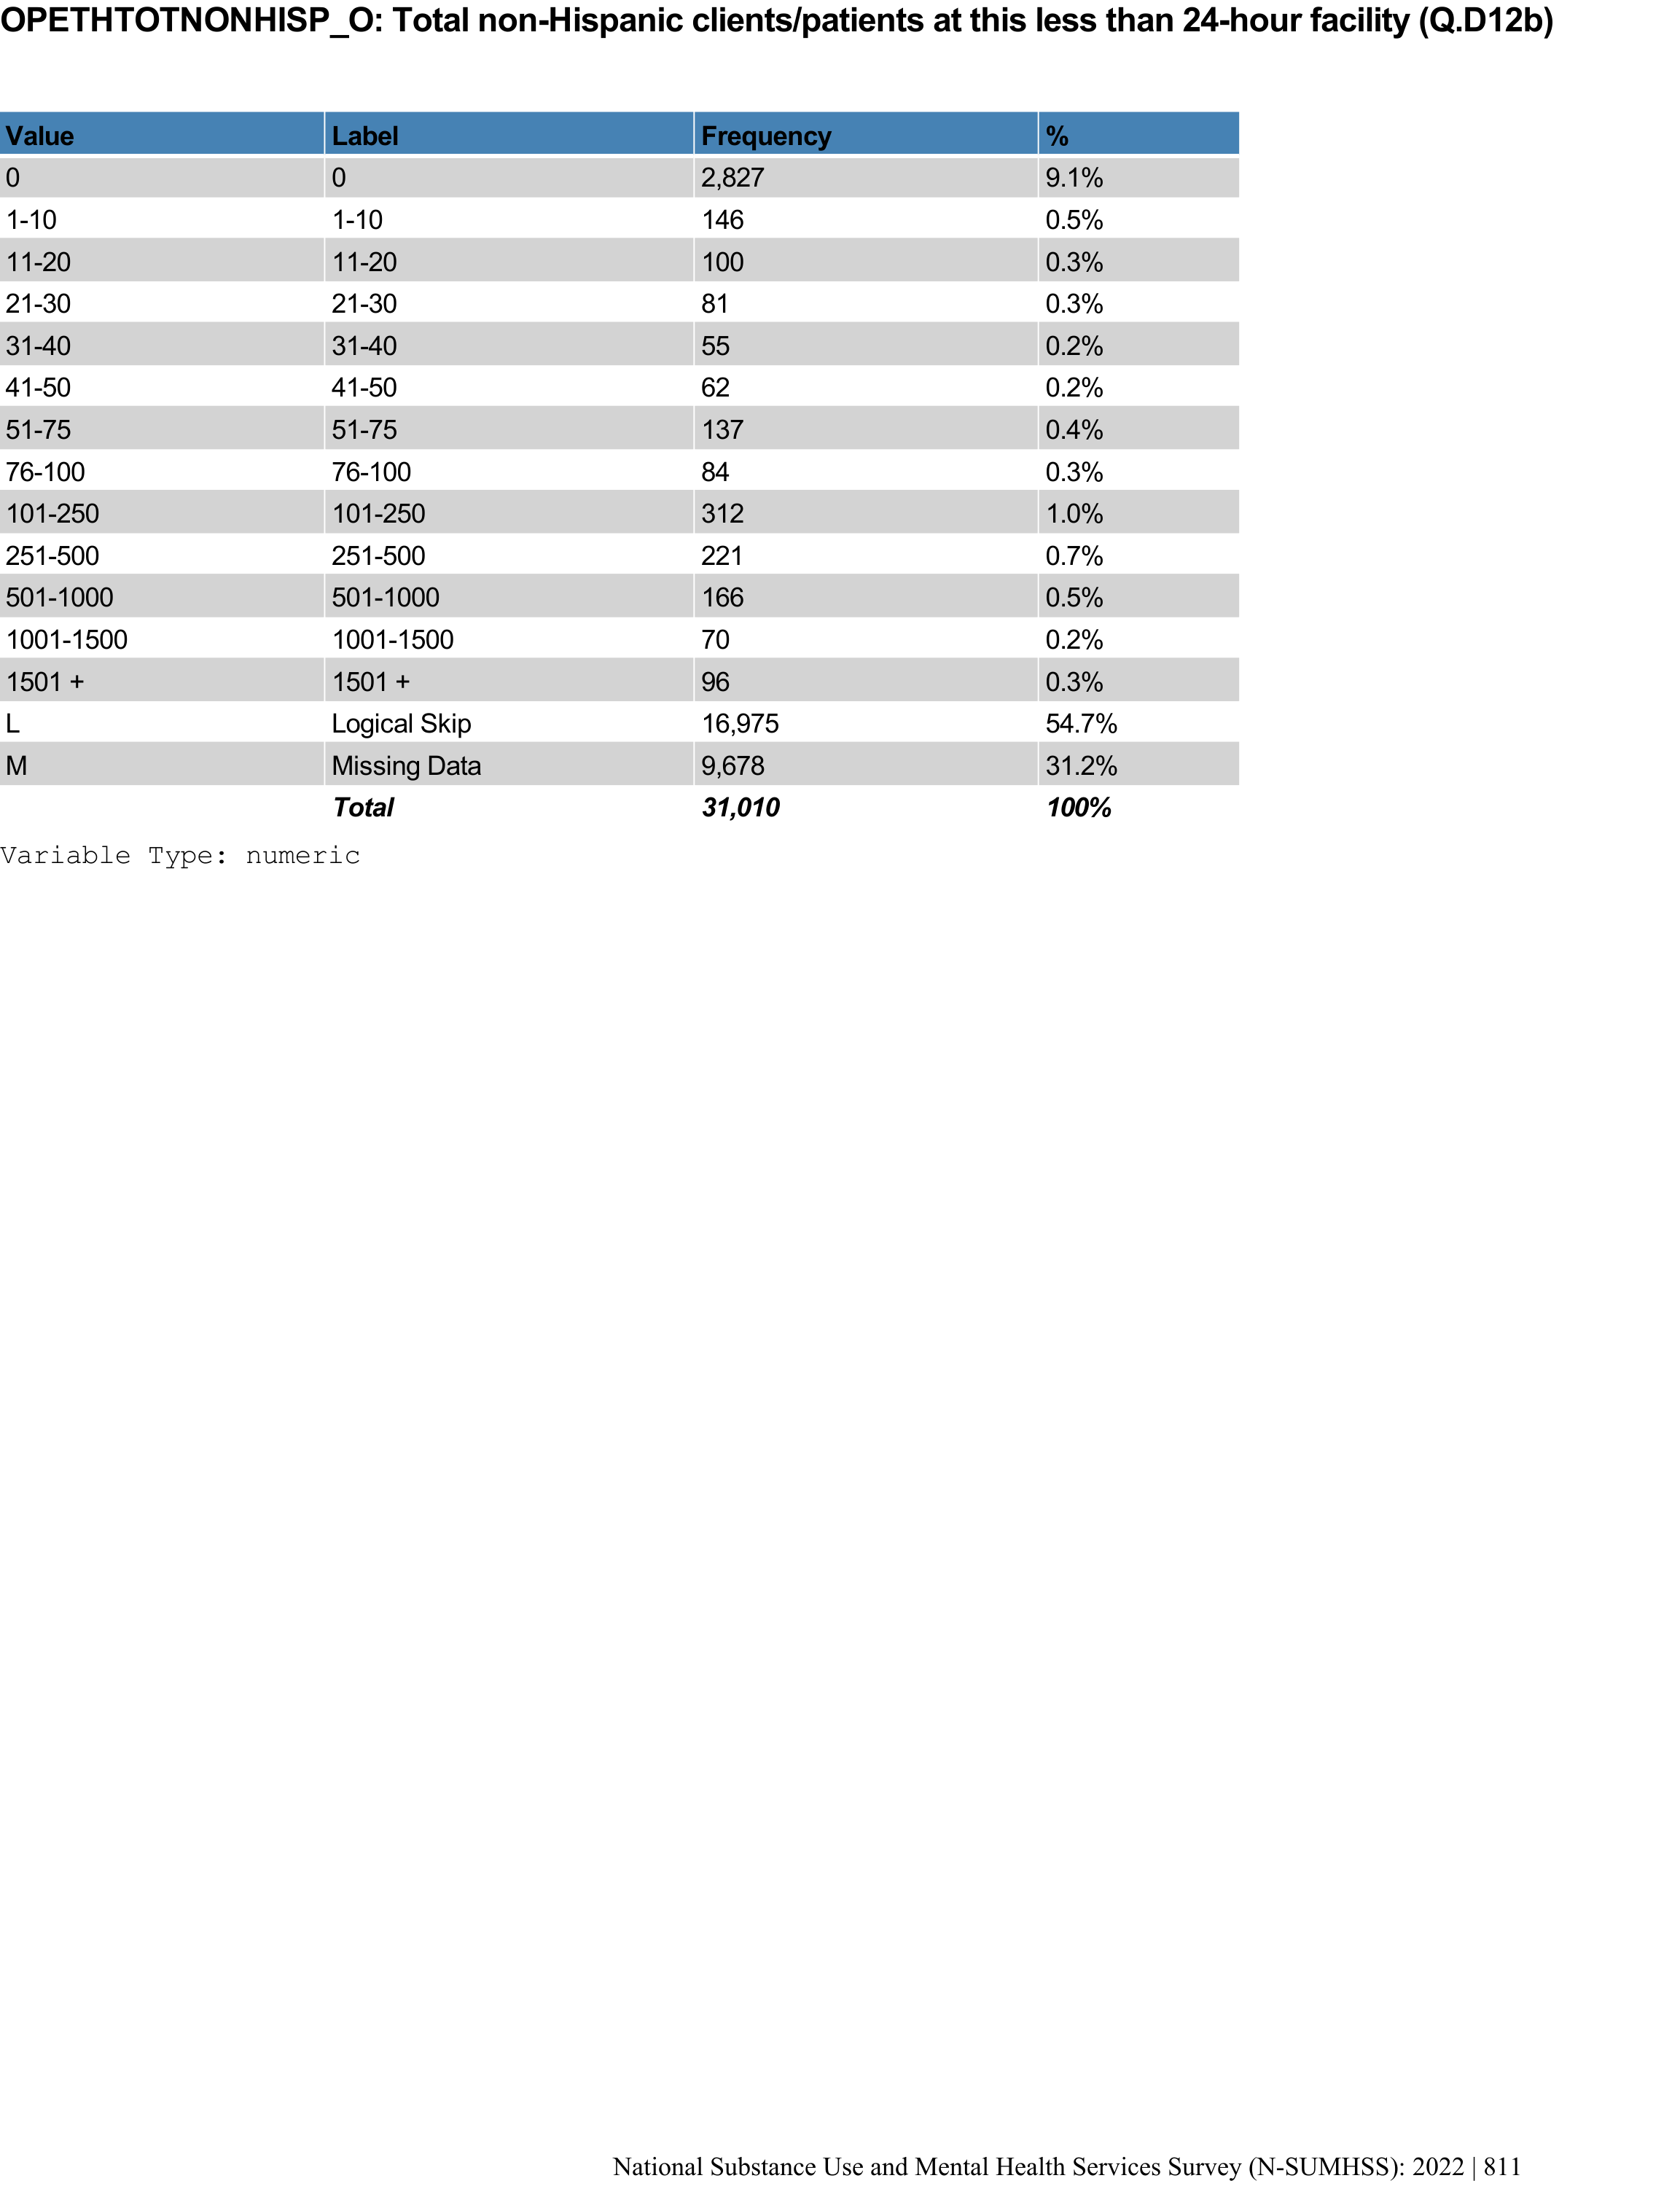 OPETHTOTNONHISP_O: Total non-Hispanic clients/patients at this less than 24-hour facility (Q.D12b)
Value Label Frequency %
0 0 2,827 9.1%
1-10 1-10 146 0.5%
11-20 11-20 100 0.3%
21-30 21-30 81 0.3%
31-40 31-40 55 0.2%
41-50 41-50 62 0.2%
51-75 51-75 137 0.4%
76-100 76-100 84 0.3%
101-250 101-250 312 1.0%
251-500 251-500 221 0.7%
501-1000 501-1000 166 0.5%
1001-1500 1001-1500 70 0.2%
1501 + 1501 + 96 0.3%
L Logical Skip 16,975 54.7%
M Missing Data 9,678 31.2%
Total 31,010 100%
Variable Type: numeric
National Substance Use and Mental Health Services Survey (N-SUMHSS): 2022 | 811